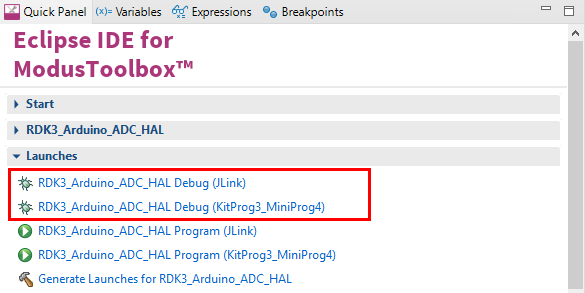 Quick Panel (x)= Variables Expressions Breakpoints
Eclipse IDE for
ModusToolbox™
Start
RDK3_Arduino_ADC_HAL
Launches
RDK3_Arduino_ADC_HAL Debug (JLink)
RDK3_Arduino_ADC_HAL Debug (KitProg3_MiniProg4)
RDK3_Arduino_ADC_HAL Program (JLink)
RDK3_Arduino_ADC_HAL Program (KitProg3_MiniProg4)
Generate Launches for RDK3_Arduino_ADC_HAL